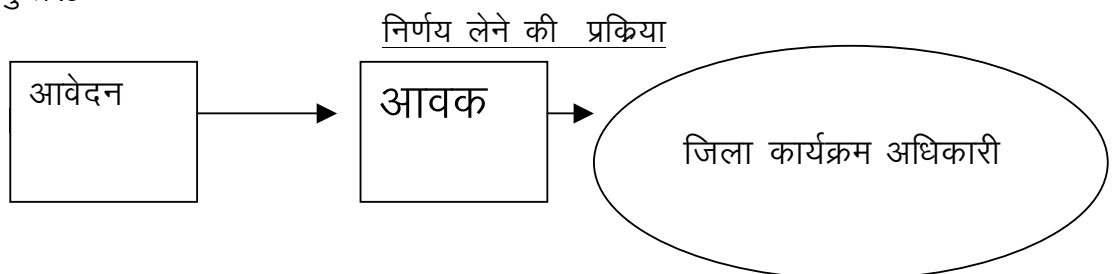 निर्णय लेने की प्रक्रिया
आवेदन
आवक
जिला कार्यक्रम अधिकारी